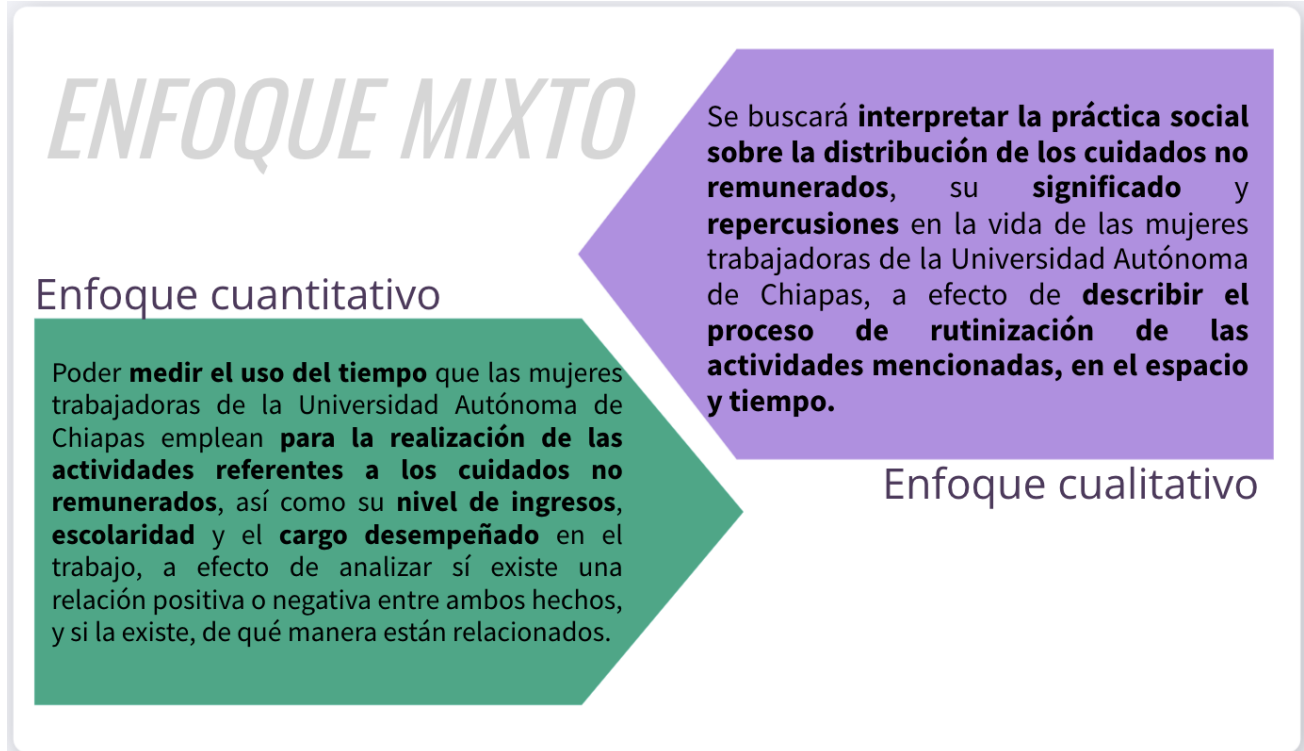 ENFOQUE MIXTO
Enfoque cuantitativo
Poder medir el uso del tiempo que las mujeres
trabajadoras de la Universidad Autónoma de
Chiapas emplean para la realización de las
actividades referentes a los cuidados no
remunerados, así como su nivel de ingresos,
escolaridad y el cargo desempeñado en el
trabajo, a efecto de analizar sí existe una
relación positiva o negativa entre ambos hechos,
y si la existe, de qué manera están relacionados.
Se buscará interpretar la práctica social
sobre la distribución de los cuidados no
remunerados, su significado y
repercusiones en la vida de las mujeres
trabajadoras de la Universidad Autónoma
de Chiapas, a efecto de describir el
proceso de rutinización de las
actividades mencionadas, en el espacio
y tiempo.
Enfoque cualitativo